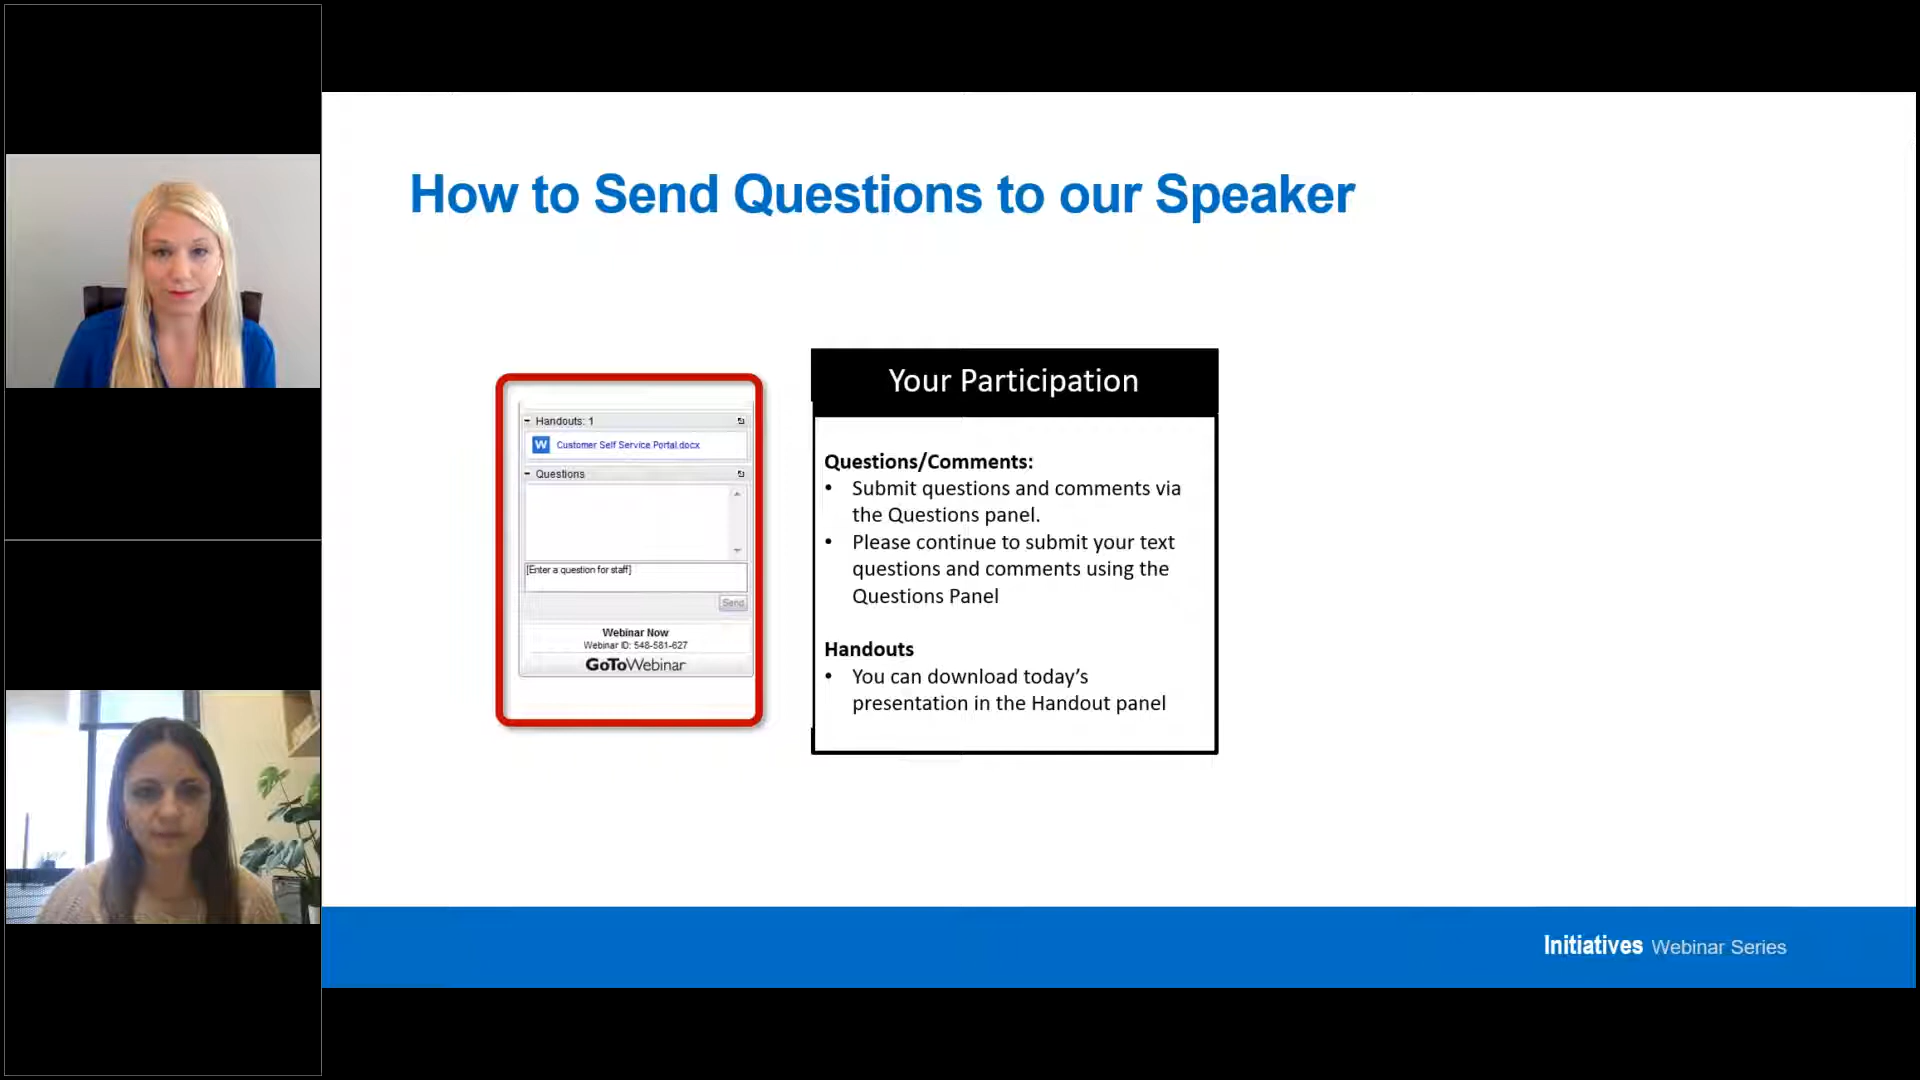 How to Send Questions to our Speaker
Handouts: 1
W Customer Self Service Portal.docx
Questions
[Enter a question for staff]
Send
Webinar Now
Webinar ID: 548-581-627
GoToWebinar
Your Participation
Questions/Comments:
• Submit questions and comments via
the Questions panel.
• Please continue to submit your text
questions and comments using the
Questions Panel
Handouts
• You can download today’s
presentation in the Handout panel
Initiatives Webinar Series